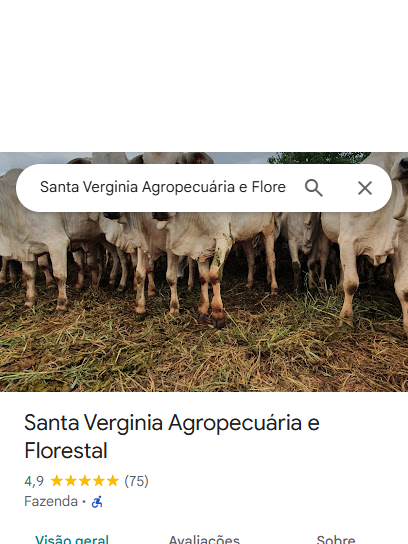 Santa Verginia Agropecuária e Flore
Santa Verginia Agropecuária e
Florestal
4,9 ★★★★★ (75)
Fazenda ·
Visão geral Avaliações Sobre